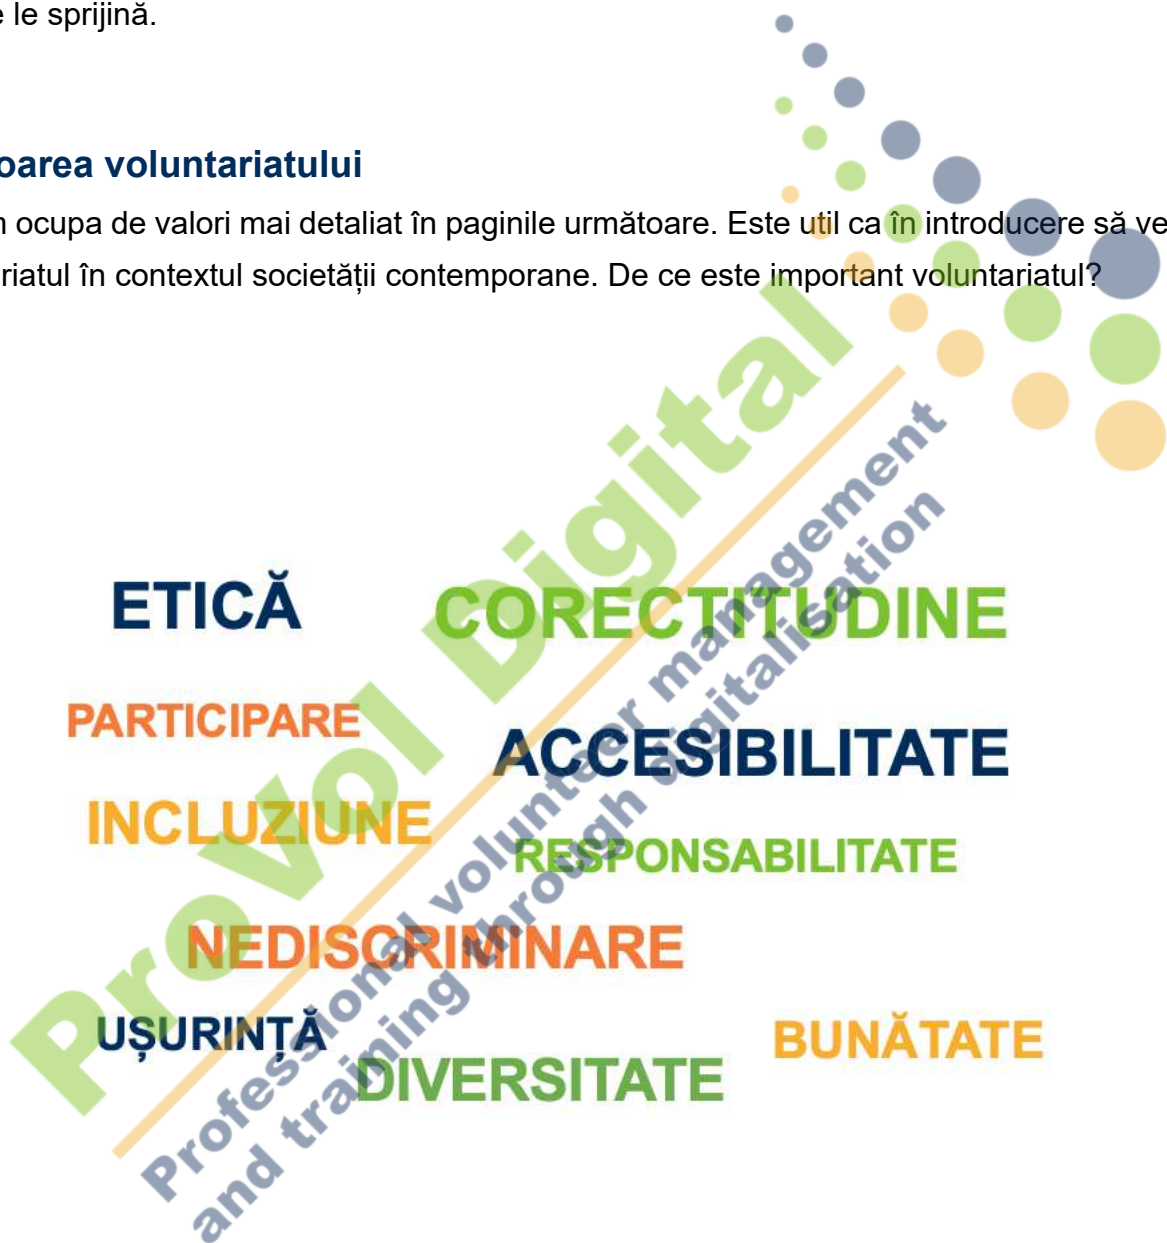 e le sprijină.
oarea voluntariatului
n ocupa de valori mai detaliat în paginile următoare. Este util ca în introducere să ve
riatul în contextul societății contemporane. De ce este important voluntariatul?
ETICĂ CORECTITUDINE
PARTICIPARE
ACCESIBILITATE
INCLUZIUNE
RESPONSABILITATE
NEDISCRIMINARE
UȘURINȚĂ
BUNĂTATE
DIVERSITATE
ProVol Digital
Professional volunteer management
and training through digitalisation